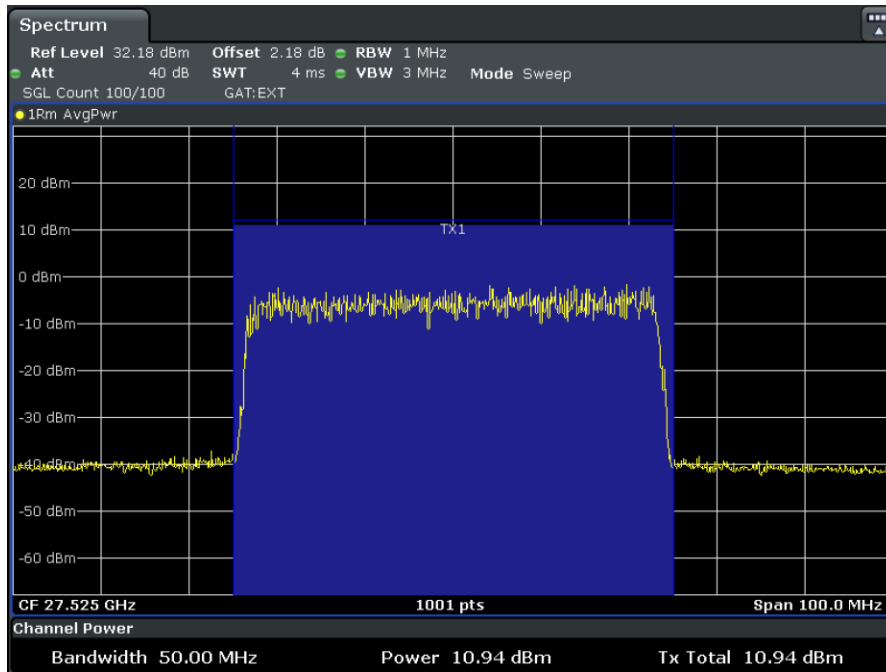 Spectrum
Ref Level 32.18 dBm Offset 2.18 dB RBW 1 MHz
Att 40 dB SWT 4 ms VBW 3 MHz Mode Sweep
SGL Count 100/100 GAT:EXT
1Rm AvgPwr
20 dBm
10 dBm
TX1
0 dBm
-10 dBm
-20 dBm
-30 dBm
-40 dBm
-50 dBm
-60 dBm
CF 27.525 GHz 1001 pts Span 100.0 MHz
Channel Power
Bandwidth 50.00 MHz Power 10.94 dBm Tx Total 10.94 dBm